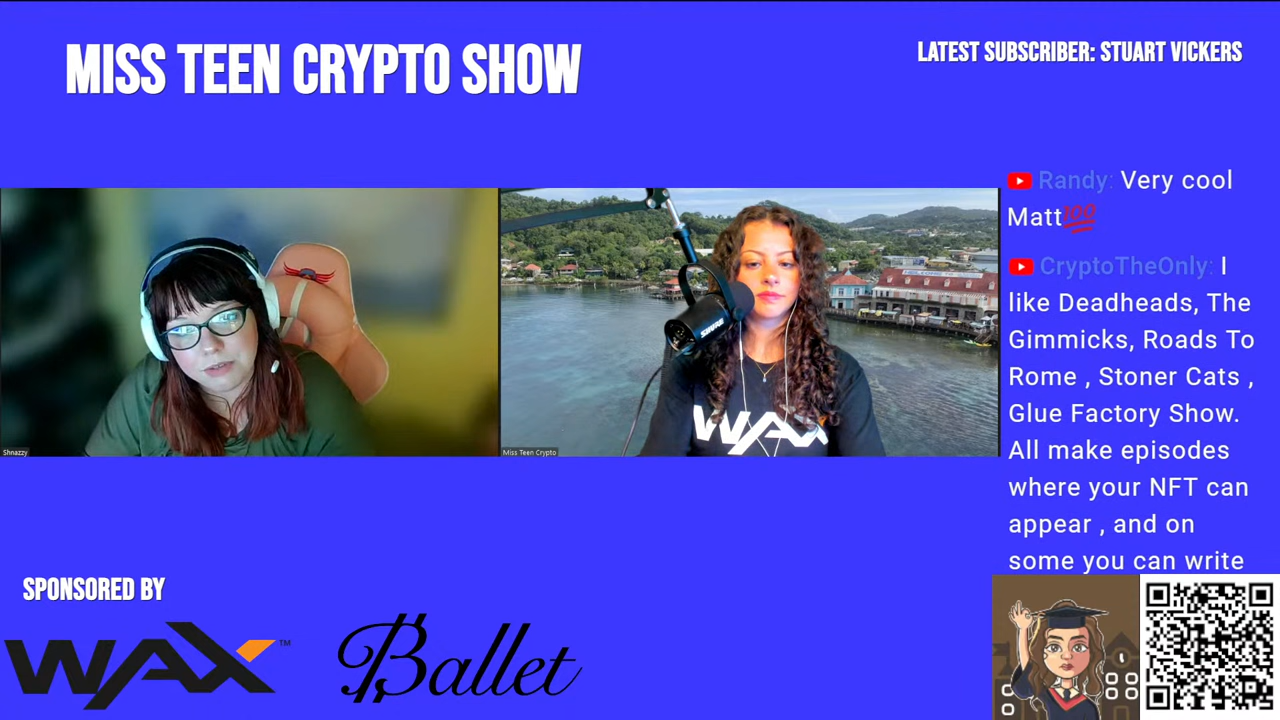 MISS TEEN CRYPTO SHOW
LATEST SUBSCRIBER: STUART VICKERS
Randy: Very cool
Matt💯
CryptoTheOnly: I
like Deadheads, The
Gimmicks, Roads To
Rome , Stoner Cats ,
Glue Factory Show.
All make episodes
where your NFT can
appear , and on
some you can write
SHURE
WAX
Shnazzy
Miss Teen Crypto
SPONSORED BY
WAX™
Ballet